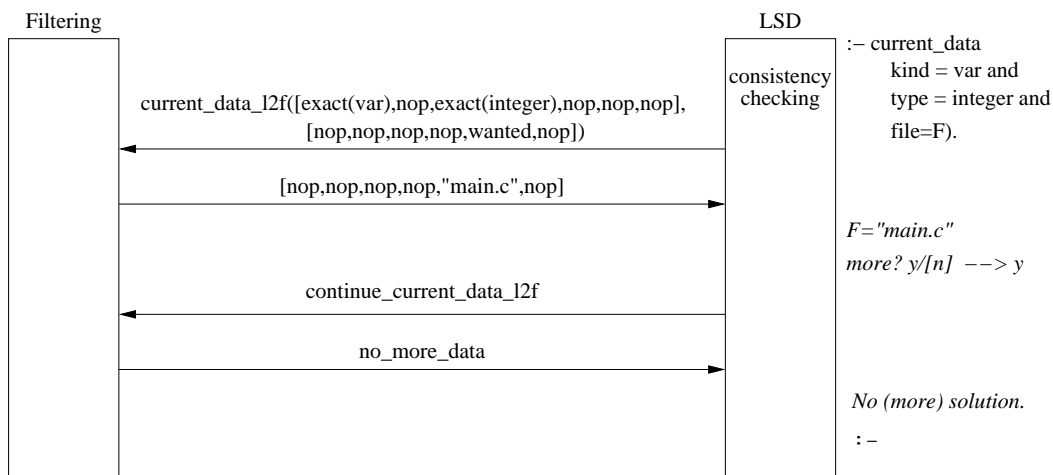 Filtering
LSD
:– current_data
kind = var and
type = integer and
file=F).
consistency
checking
current_data_l2f([exact(var),nop,exact(integer),nop,nop,nop],
[nop,nop,nop,nop,wanted,nop])
[nop,nop,nop,nop,"main.c",nop]
F="main.c"
more? y/[n] ––> y
continue_current_data_l2f
no_more_data
No (more) solution.
:–